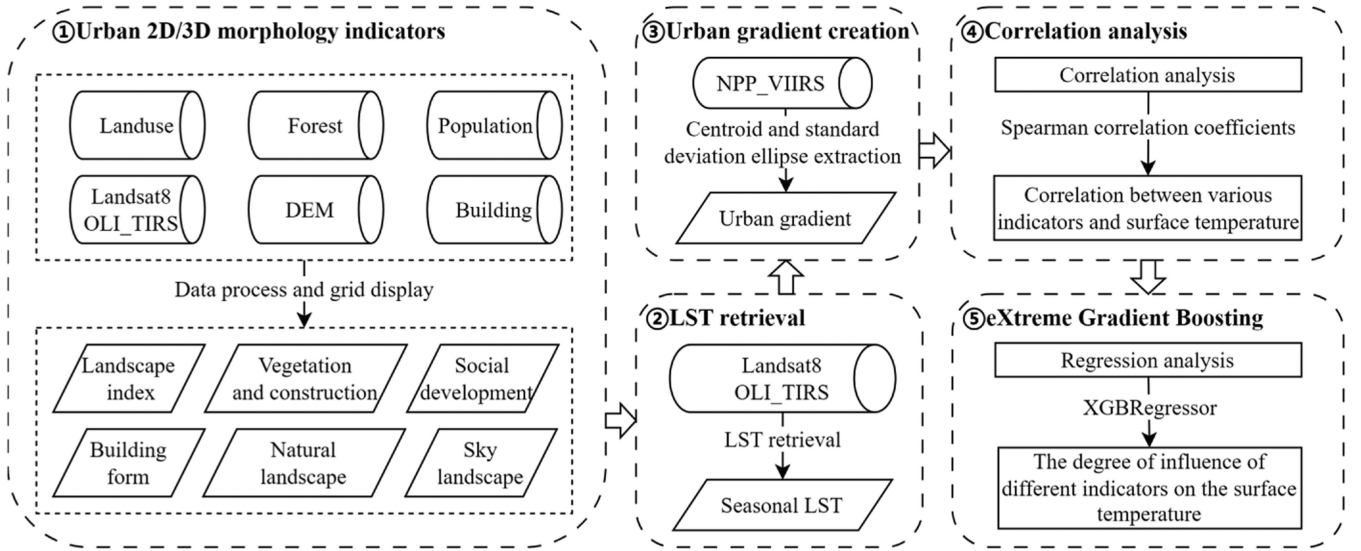 ①Urban 2D/3D morphology indicators
Landuse
Forest
Population
Landsat8
OLI_TIRS
DEM
Building
Data process and grid display
Landscape
index
Vegetation
and construction
Social
development
Building
form
Natural
landscape
Sky
landscape
②LST retrieval
Landsat8
OLI_TIRS
LST retrieval
Seasonal LST
③Urban gradient creation
NPP_VIIRS
Centroid and standard
deviation ellipse extraction
Urban gradient
④Correlation analysis
Correlation analysis
Spearman correlation coefficients
Correlation between various
indicators and surface temperature
⑤eXtreme Gradient Boosting
Regression analysis
XGBRegressor
The degree of influence of
different indicators on the surface
temperature